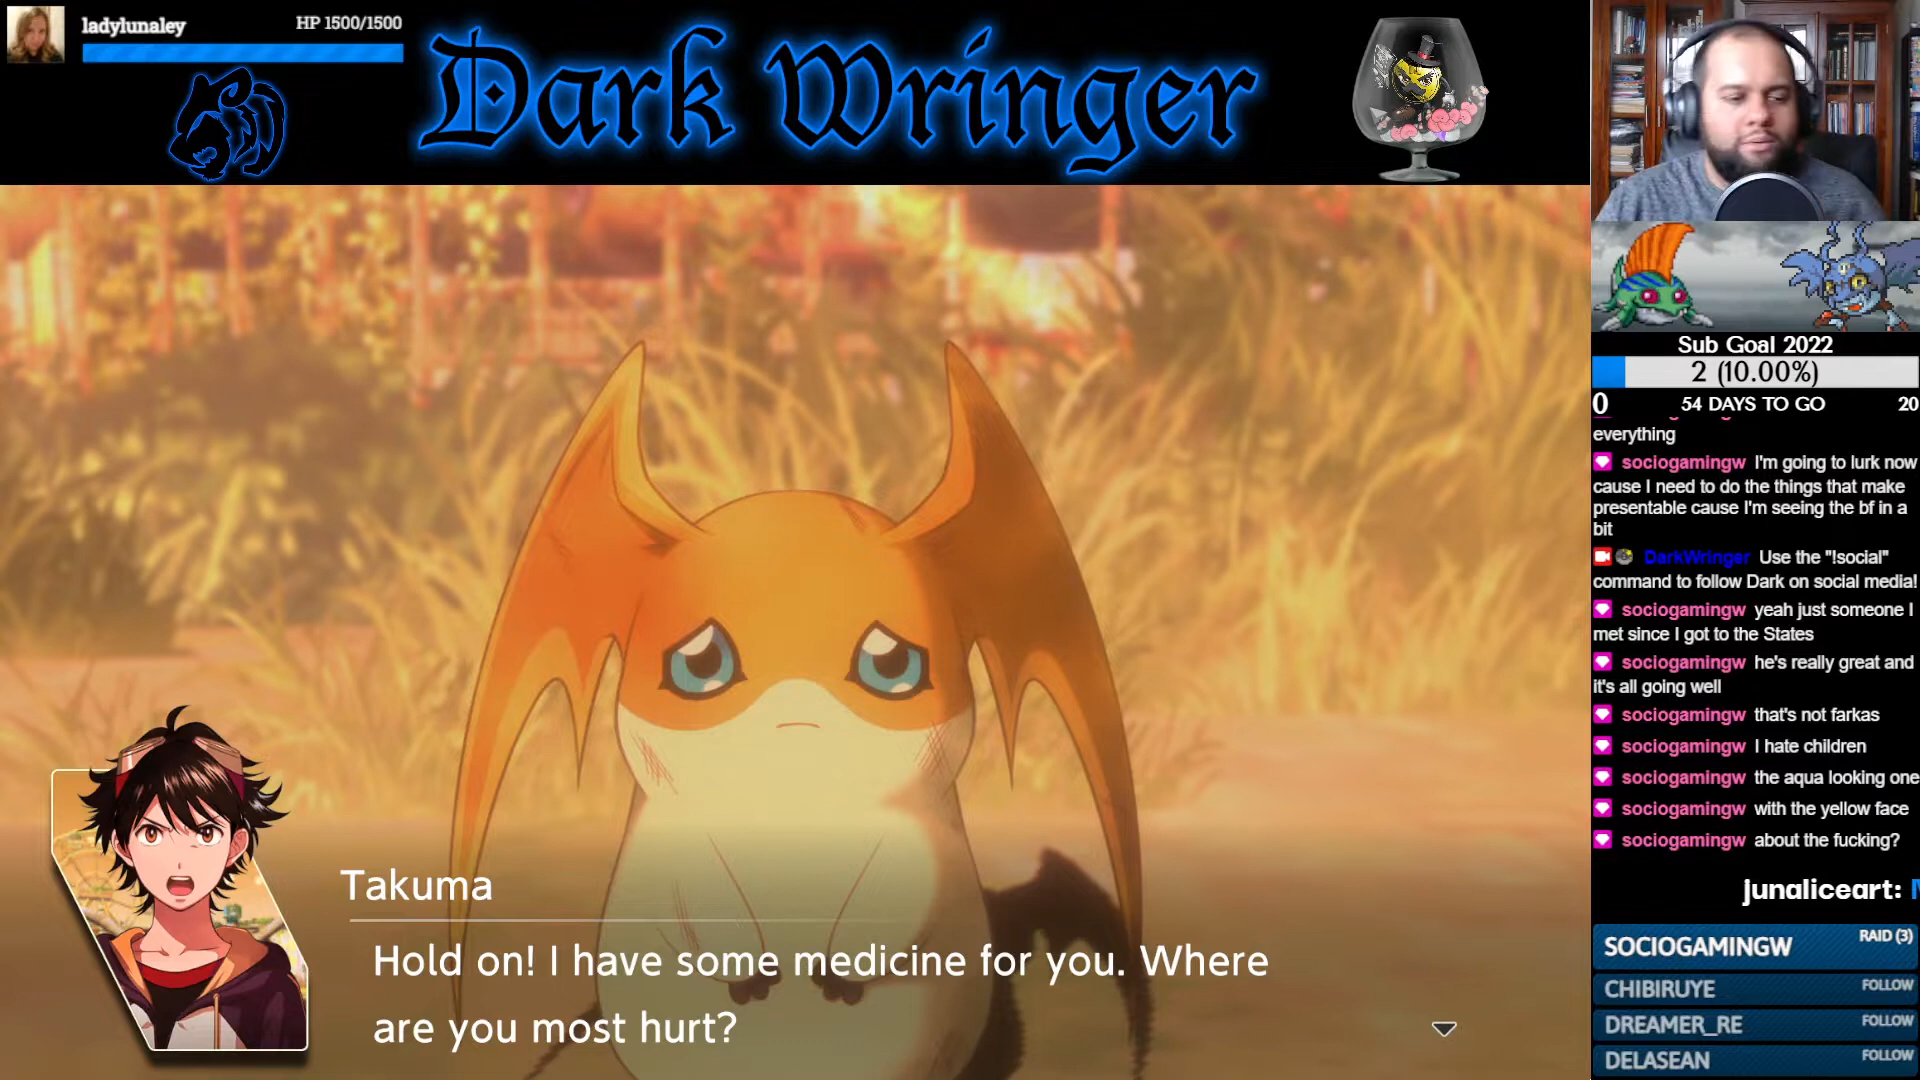 ladylunaley
HP 1500/1500
Dark Wringer
Sub Goal 2022
2 (10.00%)
0
54 DAYS TO GO
20
everything
sociogamingw I'm going to lurk now
cause I need to do the things that make
presentable cause I'm seeing the bf in a
bit
DarkWringer Use the "!social"
command to follow Dark on social media!
sociogamingw yeah just someone I
met since I got to the States
sociogamingw he's really great and
it's all going well
sociogamingw that's not farkas
sociogamingw I hate children
sociogamingw the aqua looking one
sociogamingw with the yellow face
sociogamingw about the fucking?
junaliceart:
SOCIOGAMINGW
RAID (3)
CHIBIRUYE
FOLLOW
DREAMER_RE
FOLLOW
DELASEAN
FOLLOW
Takuma
Hold on! I have some medicine for you. Where
are you most hurt?